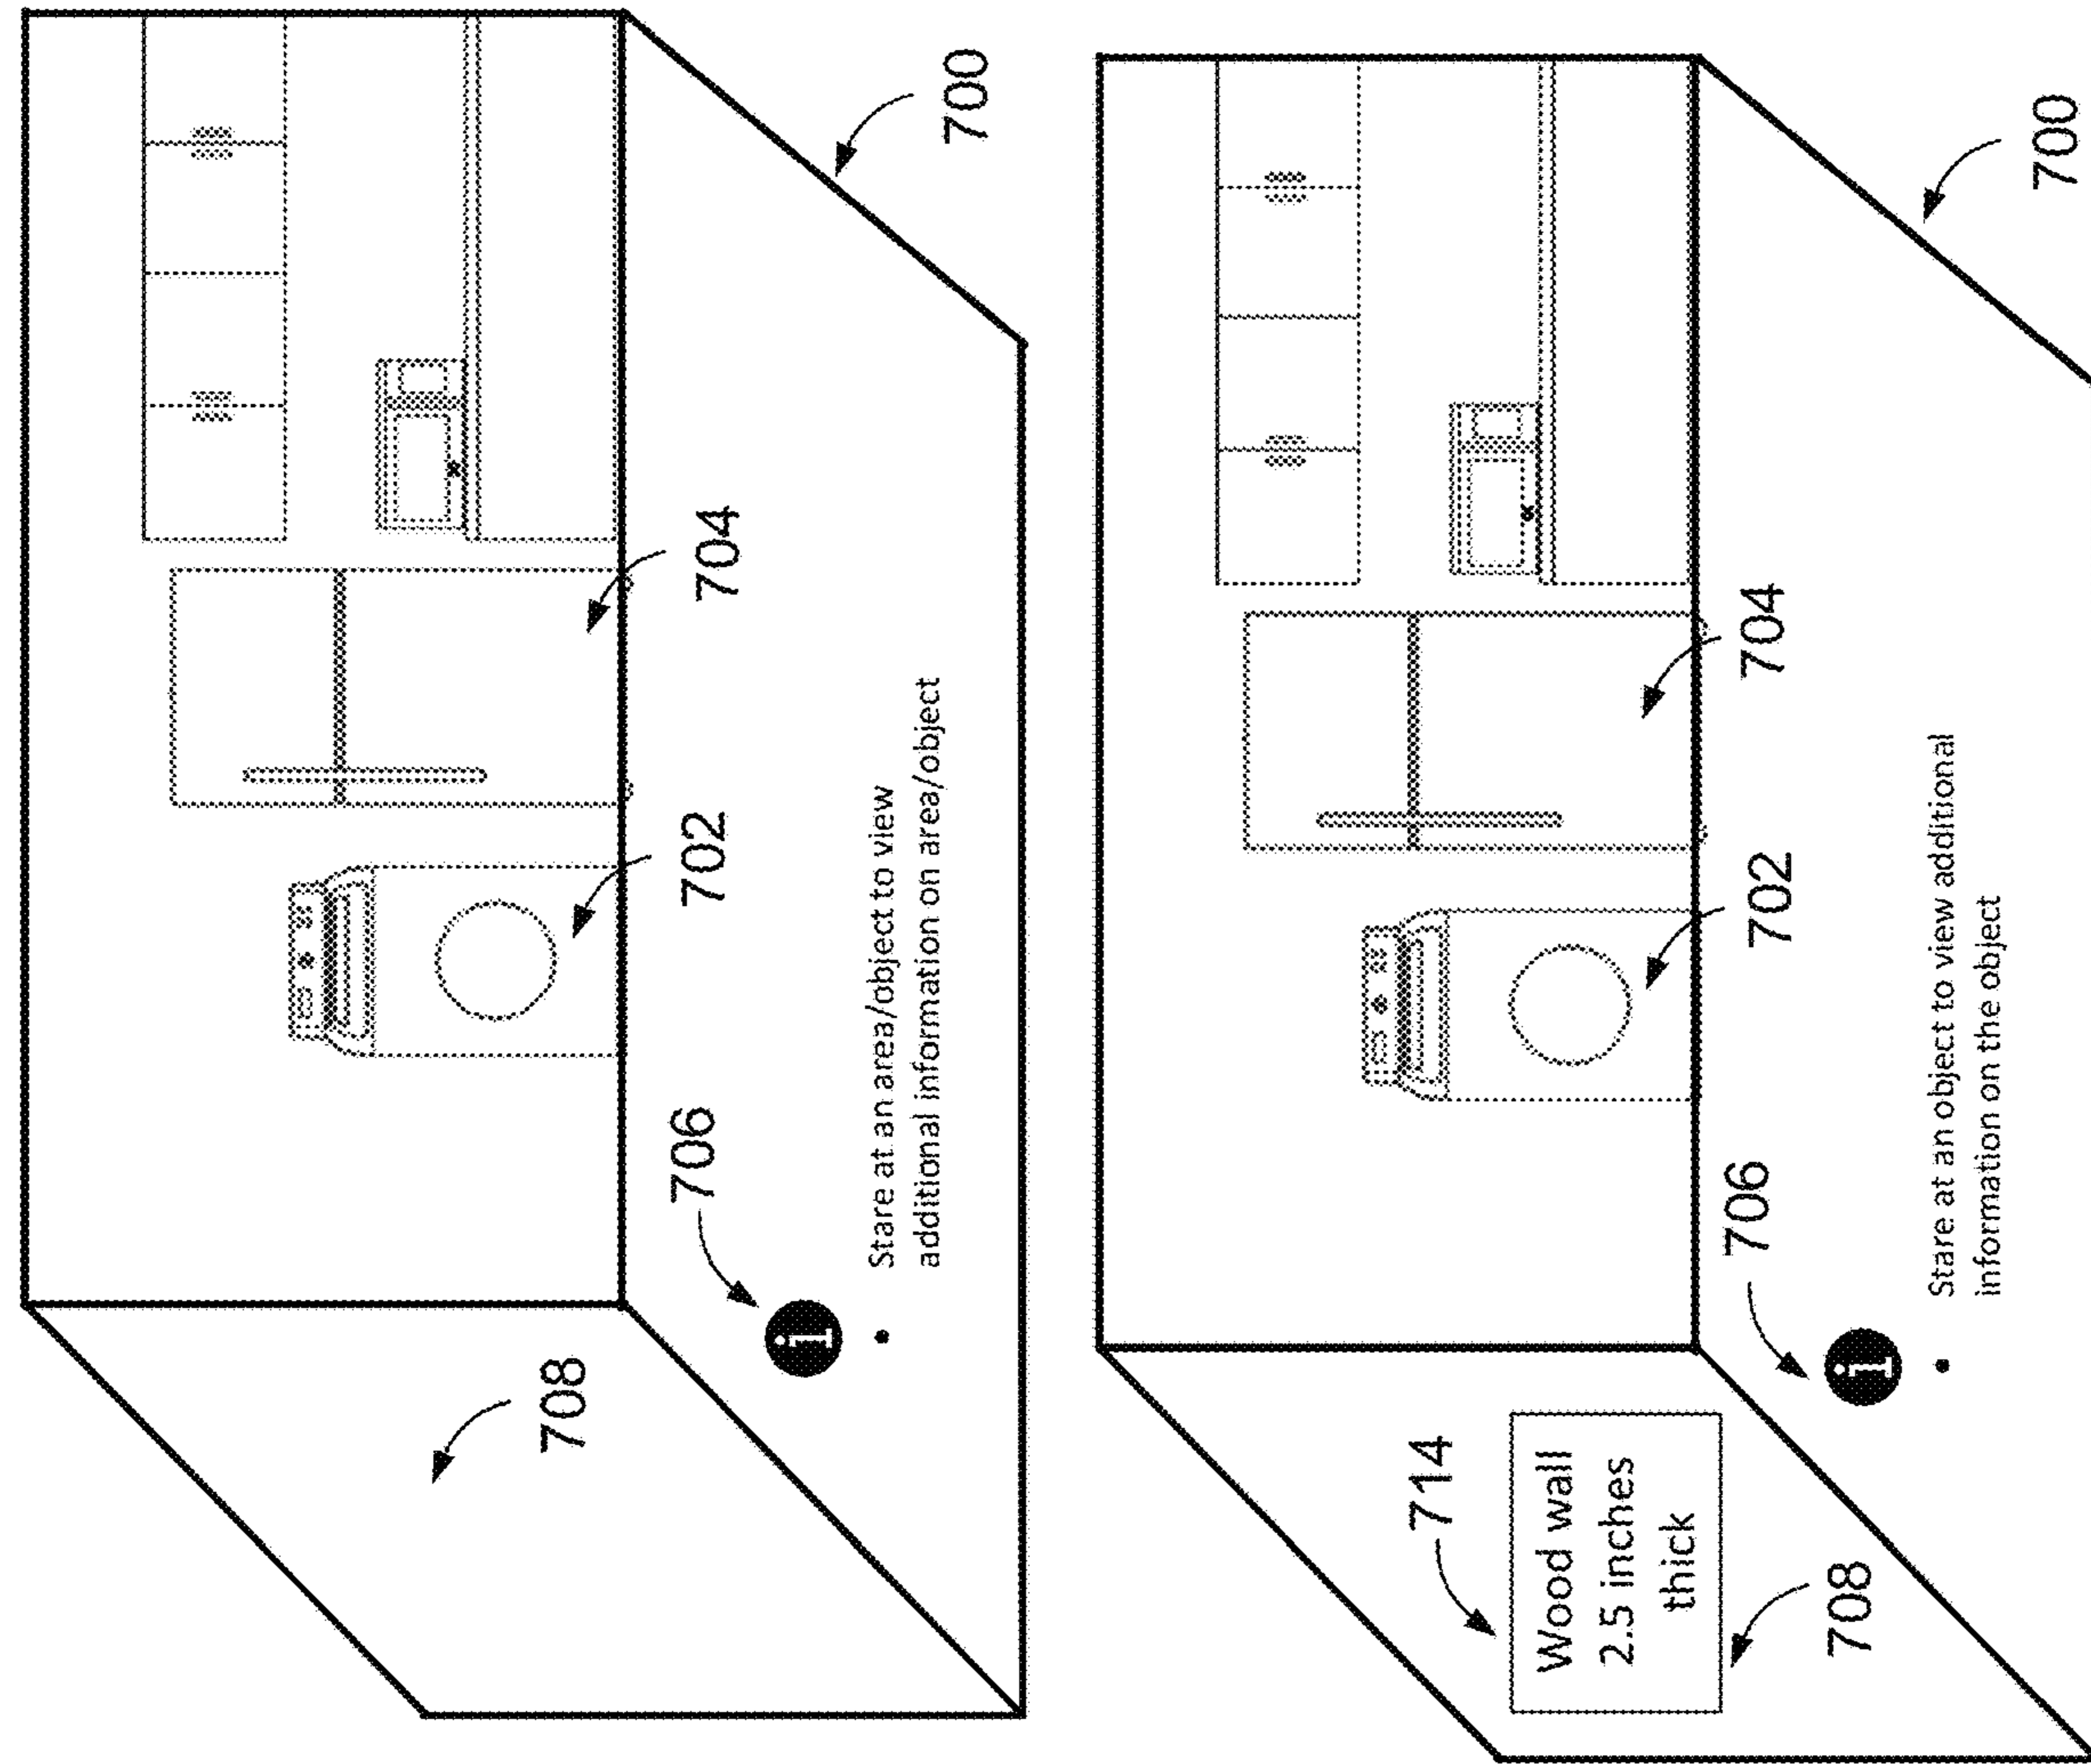 708
706
702
704
700
i
• Stare at an area/object to view
additional information on area/object
714
Wood wall
2.5 inches
thick
708
706
702
704
700
i
• Stare at an object to view additional
information on the object